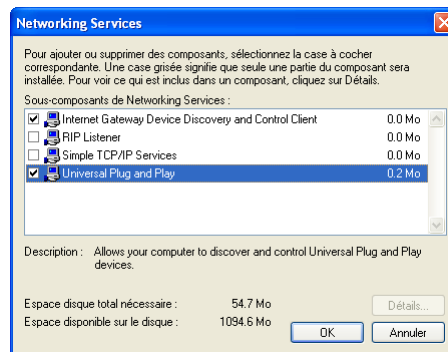 Networking Services
Pour ajouter ou supprimer des composants, sélectionnez la case à cocher
correspondante. Une case grisée signifie que seule une partie du composant sera
installée. Pour voir ce qui est inclus dans un composant, cliquez sur Détails.
Sous-composants de Networking Services :
Internet Gateway Device Discovery and Control Client 0.0 Mo
RIP Listener 0.0 Mo
Simple TCP/IP Services 0.0 Mo
Universal Plug and Play 0.2 Mo
Description : Allows your computer to discover and control Universal Plug and Play
devices.
Espace disque total nécessaire : 54.7 Mo
Détails...
Espace disponible sur le disque : 1094.6 Mo
OK Annuler